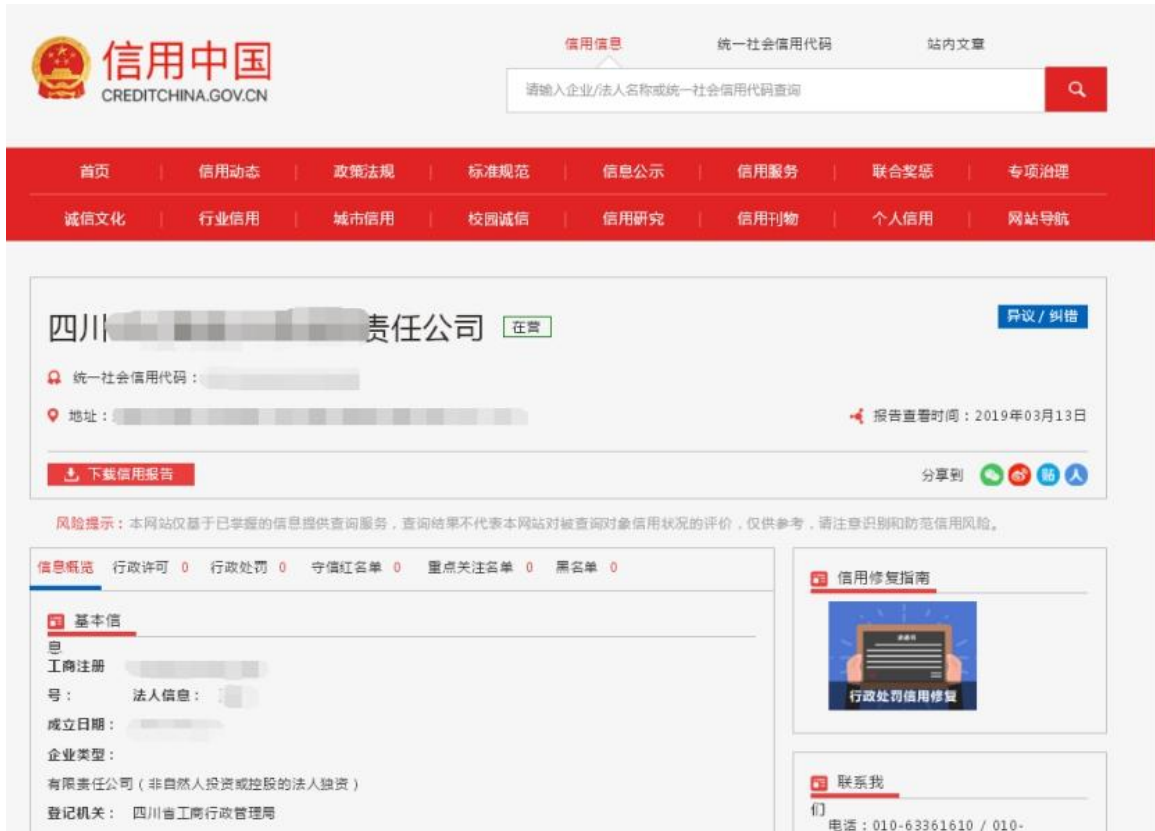 信用中国
CREDITCHINA.GOV.CN
信用信息 统一社会信用代码 站内文章
请输入企业/法人名称或统一社会信用代码查询
首页 信用动态 政策法规 标准规范 信息公示 信用服务 联合奖惩 专项治理
诚信文化 行业信用 城市信用 校园诚信 信用研究 信用刊物 个人信用 网站导航
四川 责任公司 在营 异议/纠错
统一社会信用代码：
地址： 报告查看时间：2019年03月13日
下载信用报告 分享到 贴 人
风险提示：本网站仅基于已掌握的信息提供查询服务，查询结果不代表本网站对被查询对象信用状况的评价，仅供参考，请注意识别和防范信用风险。
信息概览 行政许可 0 行政处罚 0 守信红名单 0 重点关注名单 0 黑名单 0
基本信
息
工商注册
号： 法人信息：
成立日期：
企业类型：
有限责任公司（非自然人投资或控股的法人独资）
登记机关： 四川省工商行政管理局
信用修复指南
行政处罚信用修复
联系我
们
电话：010-63361610 / 010-